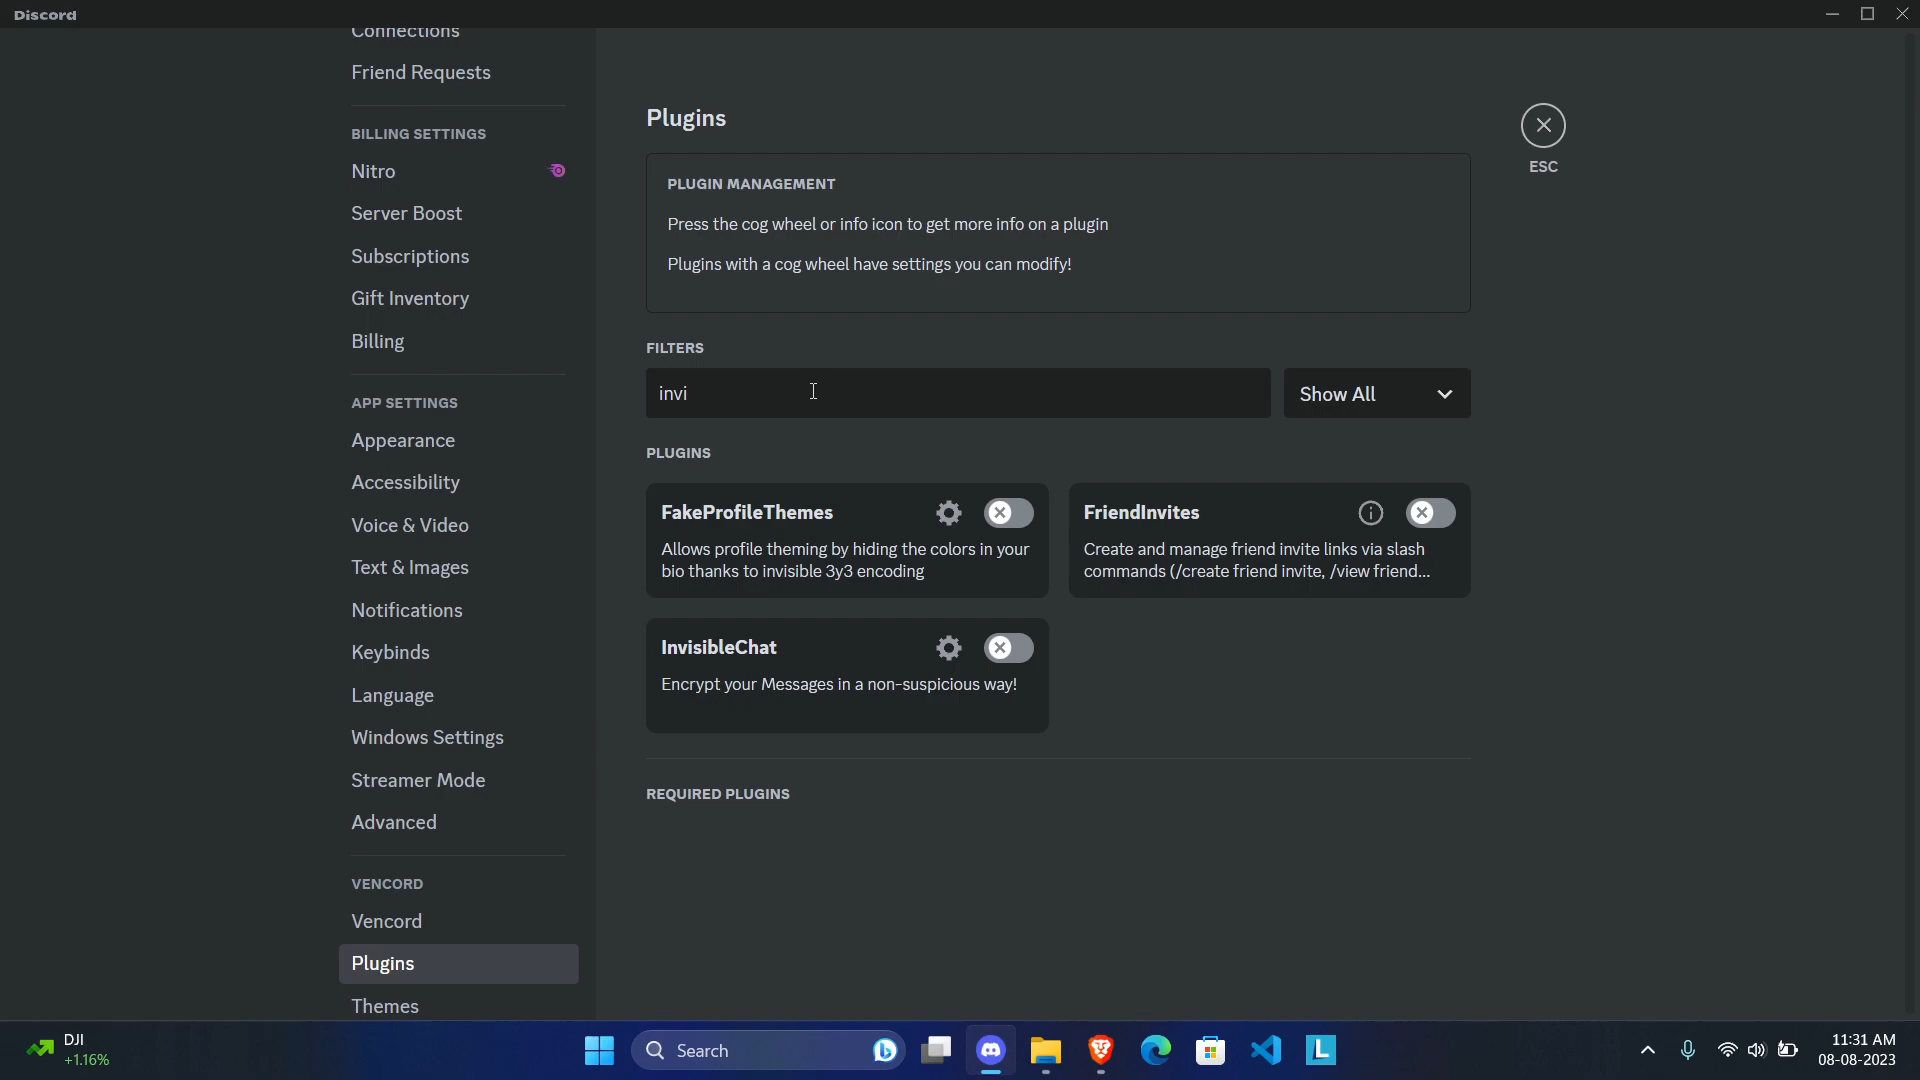 Discord
Connections
Friend Requests
BILLING SETTINGS
Nitro
Server Boost
Subscriptions
Gift Inventory
Billing
APP SETTINGS
Appearance
Accessibility
Voice & Video
Text & Images
Notifications
Keybinds
Language
Windows Settings
Streamer Mode
Advanced
VENCORD
Vencord
Plugins
Themes
Plugins
ESC
PLUGIN MANAGEMENT
Press the cog wheel or info icon to get more info on a plugin
Plugins with a cog wheel have settings you can modify!
FILTERS
invi
Show All
PLUGINS
FakeProfileThemes
Allows profile theming by hiding the colors in your
bio thanks to invisible 3y3 encoding
FriendInvites
Create and manage friend invite links via slash
commands (/create friend invite, /view friend...
InvisibleChat
Encrypt your Messages in a non-suspicious way!
REQUIRED PLUGINS
DJI
+1.16%
Search
L
11:31 AM
08-08-2023